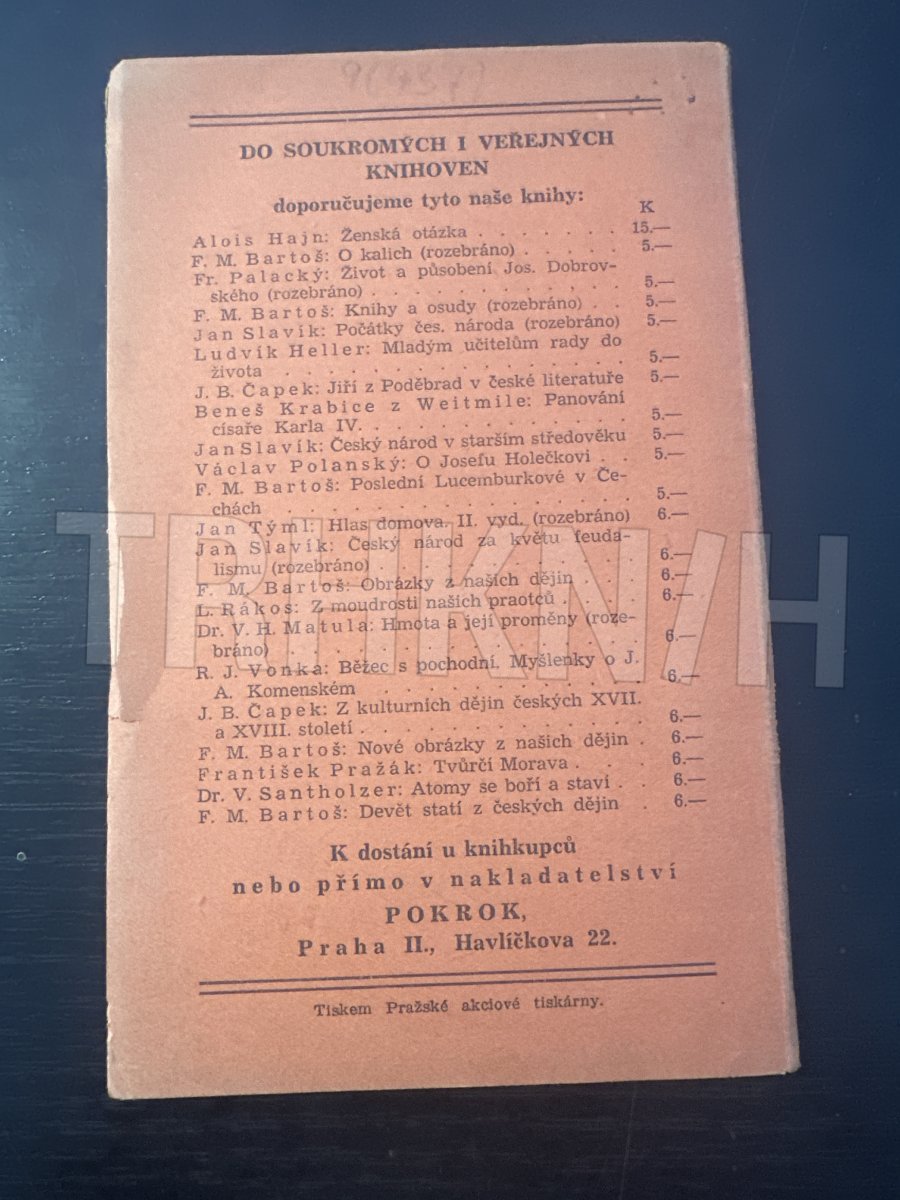 9(437)
DO SOUKROMÝCH I VEŘEJNÝCH
KNIHOVEN
doporučujeme tyto naše knihy:
K
Alois Hajn: Ženská otázka . . . . . . . 15.—
F. M. Bartoš: O kalich (rozebráno) . . . . . 5.—
Fr. Palacký: Život a působení Jos. Dobrov-
ského (rozebráno) . . . . . . . . . . . 5.—
F. M. Bartoš: Knihy a osudy (rozebráno) . . 5.—
Jan Slavík: Počátky čes. národa (rozebráno) 5.—
Ludvík Heller: Mladým učitelům rady do
života . . . . . . . . . . . . . . . 5.—
J. B. Čapek: Jiří z Poděbrad v české literatuře 5.—
Beneš Krabice z Weitmile: Panování
císaře Karla IV. . . . . . . . . . . . 5.—
Jan Slavík: Český národ v starším středověku 5.—
Václav Polanský: O Josefu Holečkovi . . 5.—
F. M. Bartoš: Poslední Lucemburkové v Če-
chách . . . . . . . . . . . . . . . 5.—
Jan Týml: Hlas domova. II. vyd. (rozebráno) 6.—
Jan Slavík: Český národ za květu feuda-
lismu (rozebráno) . . . . . . . . . . . 6.—
F. M. Bartoš: Obrázky z našich dějin . . . 6.—
L. Rákos: Z moudrosti našich praotců . . . . 6.—
Dr. V. H. Matula: Hmota a její proměny (roze-
bráno) . . . . . . . . . . . . . . . 6.—
R. J. Vonka: Běžec s pochodní. Myšlenky o J.
A. Komenském . . . . . . . . . . . 6.—
J. B. Čapek: Z kulturních dějin českých XVII.
a XVIII. století . . . . . . . . . . . . 6.—
F. M. Bartoš: Nové obrázky z našich dějin . 6.—
František Pražák: Tvůrčí Morava . . . . 6.—
Dr. V. Santholzer: Atomy se boří a staví . . 6.—
F. M. Bartoš: Devět statí z českých dějin . 6.—
K dostání u knihkupců
nebo přímo v nakladatelství
POKROK,
Praha II., Havlíčkova 22.
Tiskem Pražské akciové tiskárny.
TRHKNIH